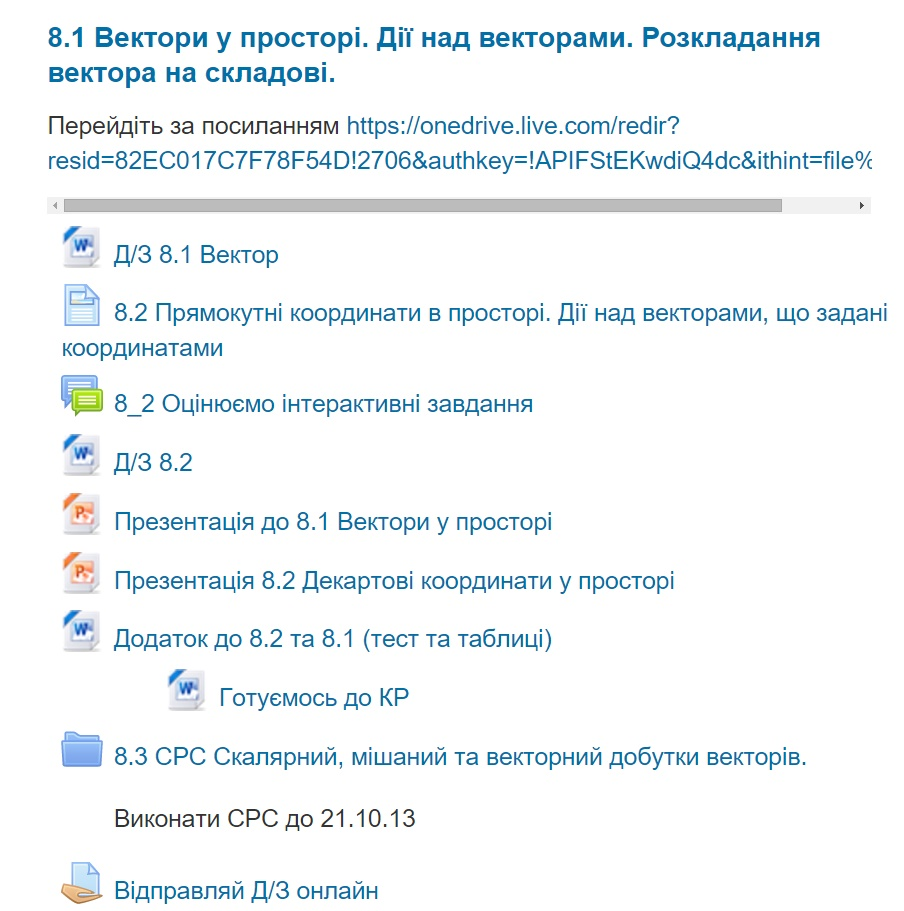 8.1 Вектори у просторі. Дії над векторами. Розкладання
вектора на складові.
Перейдіть за посиланням https://onedrive.live.com/redir?
resid=82EC017C7F78F54D!2706&authkey=!APIFStEKwdiQ4dc&ithint=file%
Д/З 8.1 Вектор
8.2 Прямокутні координати в просторі. Дії над векторами, що задані
координатами
8_2 Оцінюємо інтерактивні завдання
Д/З 8.2
Презентація до 8.1 Вектори у просторі
Презентація 8.2 Декартові координати у просторі
Додаток до 8.2 та 8.1 (тест та таблиці)
Готуємось до КР
8.3 СРС Скалярний, мішаний та векторний добутки векторів.
Виконати СРС до 21.10.13
Відправляй Д/З онлайн